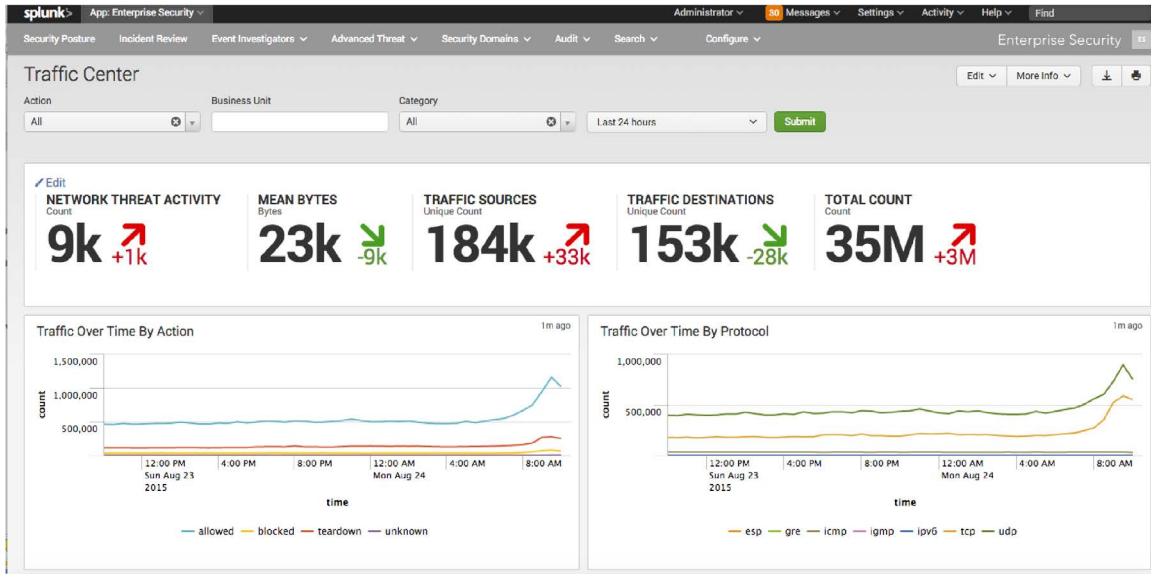 splunk> App: Enterprise Security Administrator 30 Messages Settings Activity Help Find
Security Posture Incident Review Event Investigators Advanced Threat Security Domains Audit Search Configure Enterprise Security ES
Traffic Center Edit More Info
Action Business Unit Category
All All Last 24 hours Submit
Edit
NETWORK THREAT ACTIVITY MEAN BYTES TRAFFIC SOURCES TRAFFIC DESTINATIONS TOTAL COUNT
Count Bytes Unique Count Unique Count Count
9k +1k 23k -9k 184k +33k 153k -28k 35M +3M
Traffic Over Time By Action 1m ago
1,500,000
1,000,000
500,000
count
12:00 PM 4:00 PM 8:00 PM 12:00 AM 4:00 AM 8:00 AM
Sun Aug 23 Mon Aug 24
2015
time
allowed blocked teardown unknown
Traffic Over Time By Protocol 1m ago
1,000,000
500,000
count
12:00 PM 4:00 PM 8:00 PM 12:00 AM 4:00 AM 8:00 AM
Sun Aug 23 Mon Aug 24
2015
time
esp gre icmp igmp ipv6 tcp udp